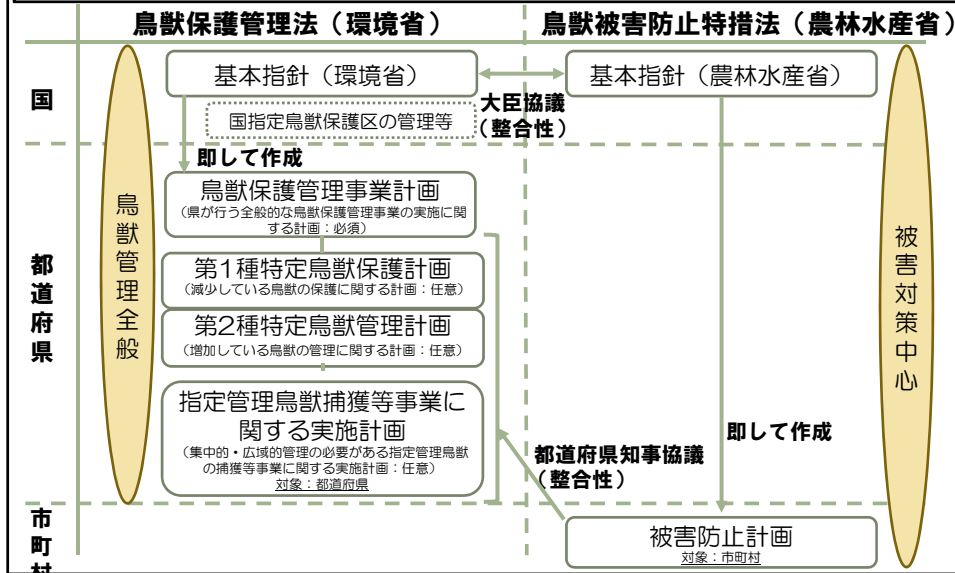 鳥獣保護管理法（環境省）
鳥獣被害防止特措法（農林水産省）
国
基本指針（環境省）
基本指針（農林水産省）
大臣協議
（整合性）
国指定鳥獣保護区の管理等
即して作成
鳥獣管理全般
被害対策中心
都道府県
鳥獣保護管理事業計画
（県が行う全般的な鳥獣保護管理事業の実施に関
する計画：必須）
第1種特定鳥獣保護計画
（減少している鳥獣の保護に関する計画：任意）
第2種特定鳥獣管理計画
（増加している鳥獣の管理に関する計画：任意）
指定管理鳥獣捕獲等事業に
関する実施計画
（集中的・広域的管理の必要がある指定管理鳥獣
の捕獲等事業に関する実施計画：任意）
対象：都道府県
即して作成
都道府県知事協議
（整合性）
市町村
被害防止計画
対象：市町村